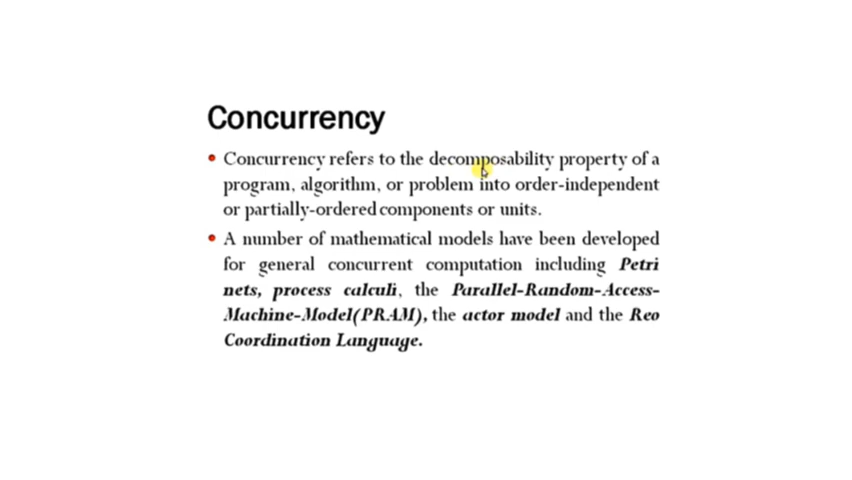 Concurrency
• Concurrency refers to the decomposability property of a
program, algorithm, or problem into order-independent
or partially-ordered components or units.
• A number of mathematical models have been developed
for general concurrent computation including Petri
nets, process calculi, the Parallel-Random-Access-
Machine-Model(PRAM), the actor model and the Reo
Coordination Language.